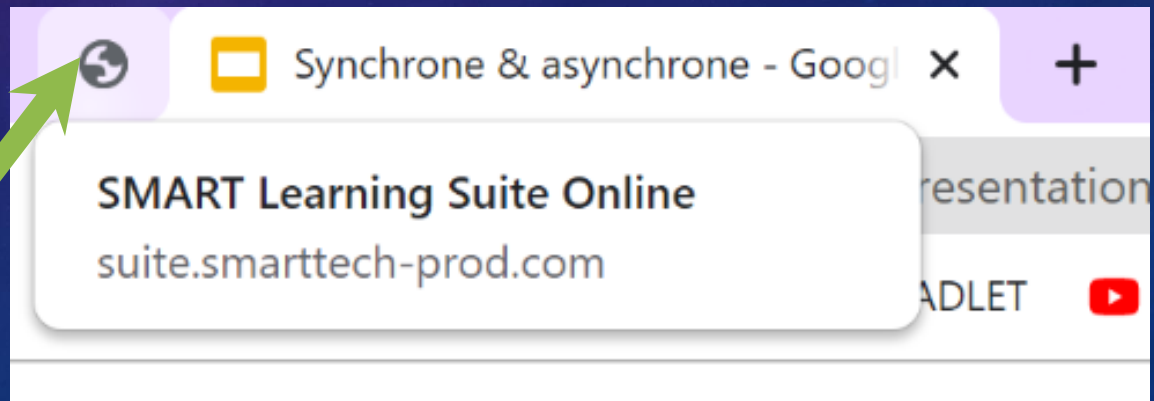 Synchrone & asynchrone - Googl
SMART Learning Suite Online
suite.smarttech-prod.com
resentation
ADLET